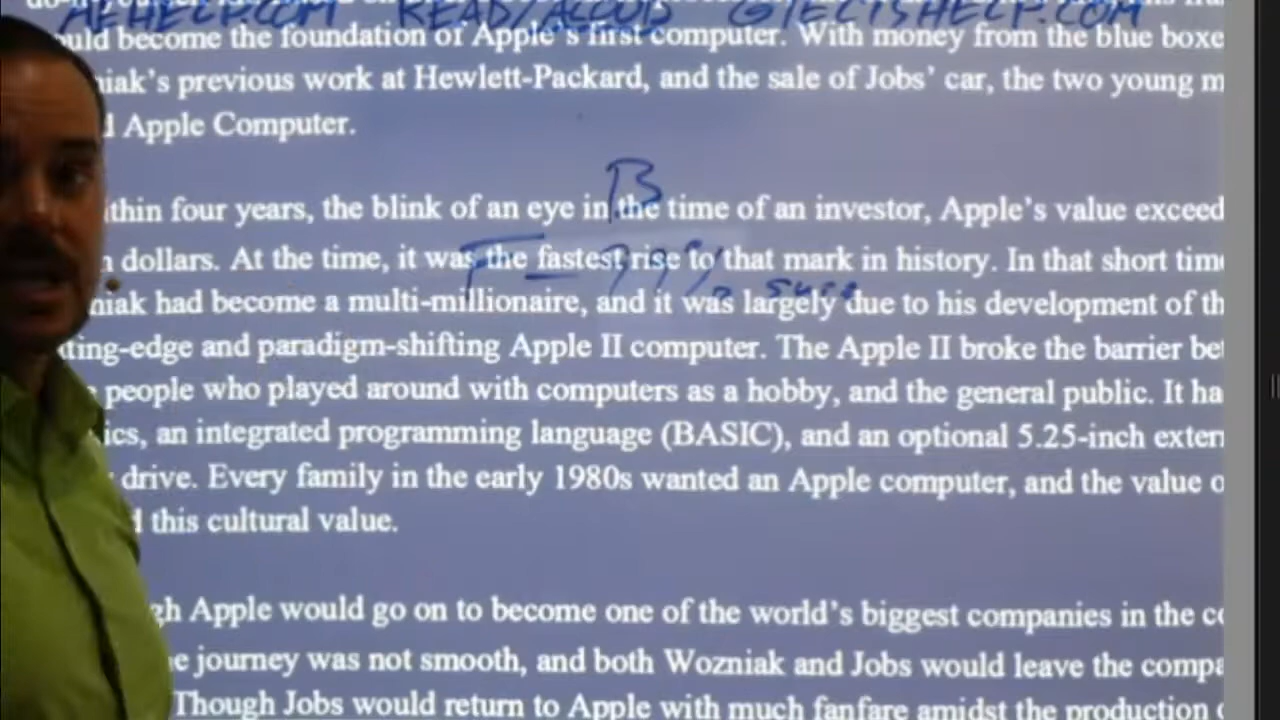 AEHELP.COM READ/ALOUD GIELTSHELP.COM
ould become the foundation of Apple's first computer. With money from the blue boxe
niak's previous work at Hewlett-Packard, and the sale of Jobs' car, the two young m
d Apple Computer.
B
thin four years, the blink of an eye in the time of an investor, Apple's value exceed
n dollars. At the time, it was the fastest rise to that mark in history. In that short time
F - 99% sure
niak had become a multi-millionaire, and it was largely due to his development of th
ting-edge and paradigm-shifting Apple II computer. The Apple II broke the barrier bet
people who played around with computers as a hobby, and the general public. It ha
ics, an integrated programming language (BASIC), and an optional 5.25-inch exter
drive. Every family in the early 1980s wanted an Apple computer, and the value o
d this cultural value.
gh Apple would go on to become one of the world's biggest companies in the co
e journey was not smooth, and both Wozniak and Jobs would leave the compa
Though Jobs would return to Apple with much fanfare amidst the production